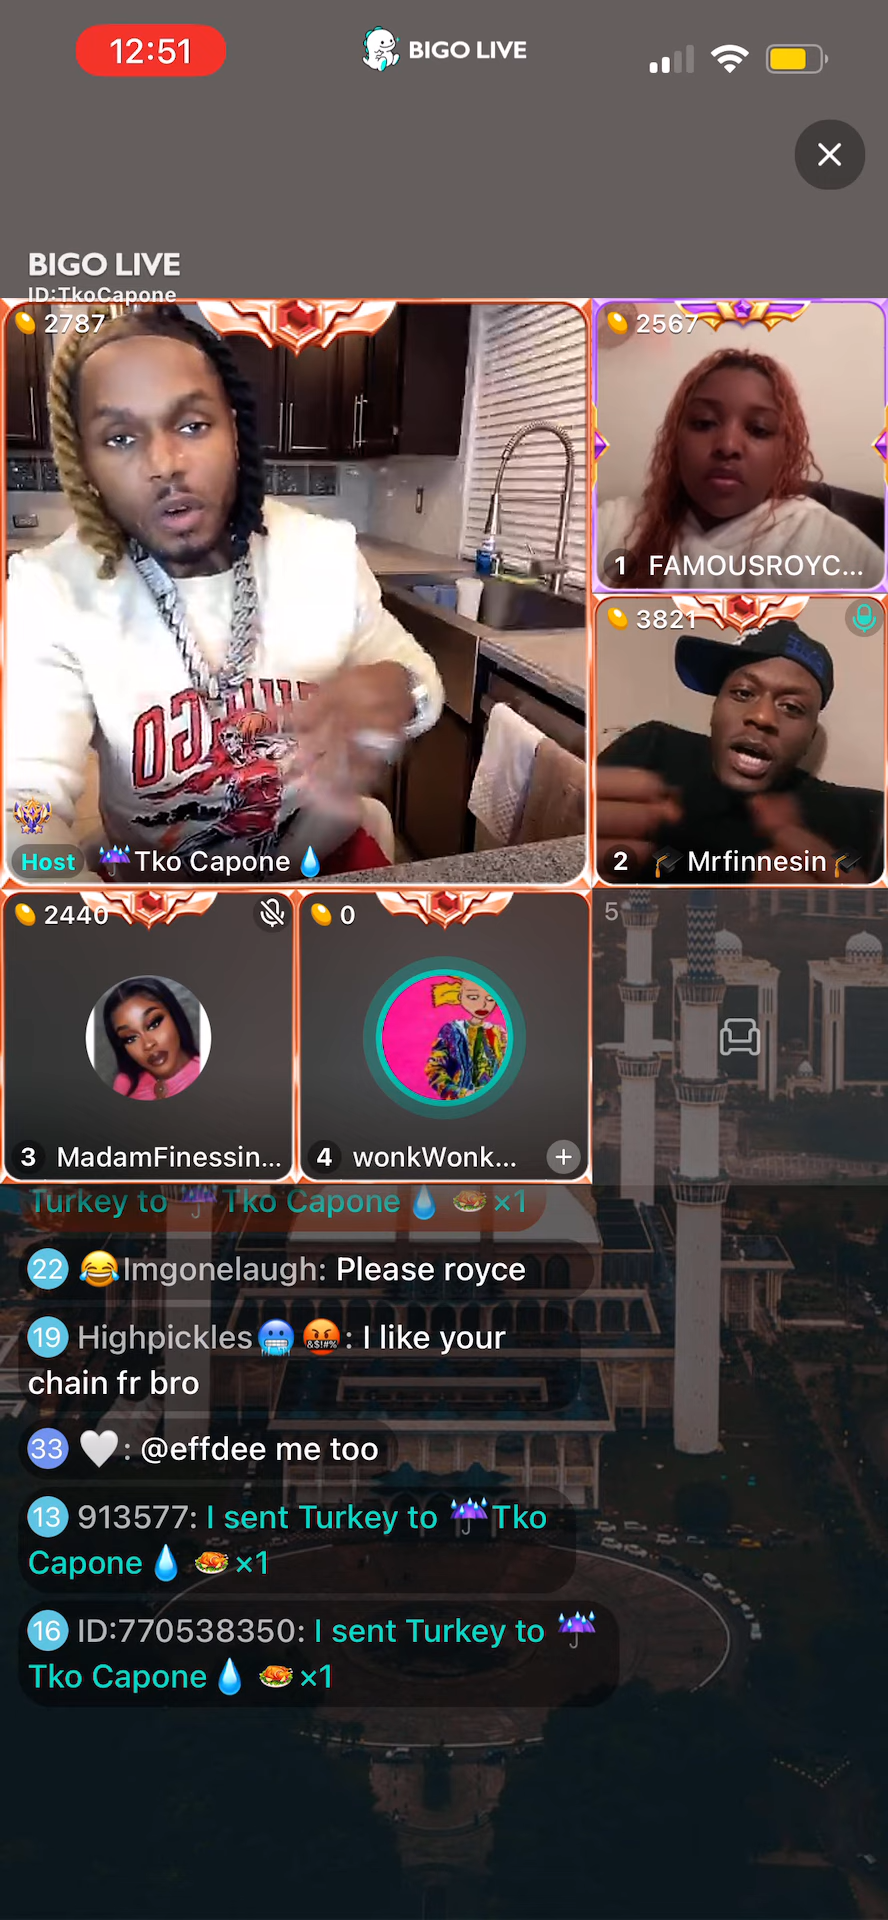 12:51
BIGO LIVE
BIGO LIVE
ID:TkoCapone
2787
2567
1 FAMOUSROYC...
3821
Host ☔Tko Capone💧
2 🎓Mrfinnesin🎓
2440
0
5
3 MadamFinessin...
4 wonkWonk...
Turkey to ☔ Tko Capone💧 ×1
22 😂Imgonelaugh: Please royce
19 Highpickles🥶🤬: I like your
chain fr bro
33 🤍: @effdee me too
13 913577: I sent Turkey to ☔Tko
Capone💧 ×1
16 ID:770538350: I sent Turkey to ☔
Tko Capone💧 ×1